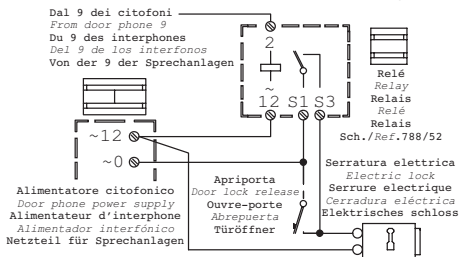 Dal 9 dei citofoni
From door phone 9
Du 9 des interphones
Del 9 de los interfonos
Von der 9 der Sprechanlagen
2
~
12 S1 S3
Relé
Relay
Relais
Relé
Relais
Sch./Ref.788/52
~12
~0
Alimentatore citofonico
Door phone power supply
Alimentateur d'interphone
Alimentador interfónico
Netzteil für Sprechanlagen
Apriporta
Door lock release
Ouvre-porte
Abrepuerta
Türöffner
Serratura elettrica
Electric lock
Serrure electrique
Cerradura eléctrica
Elektrisches schloss